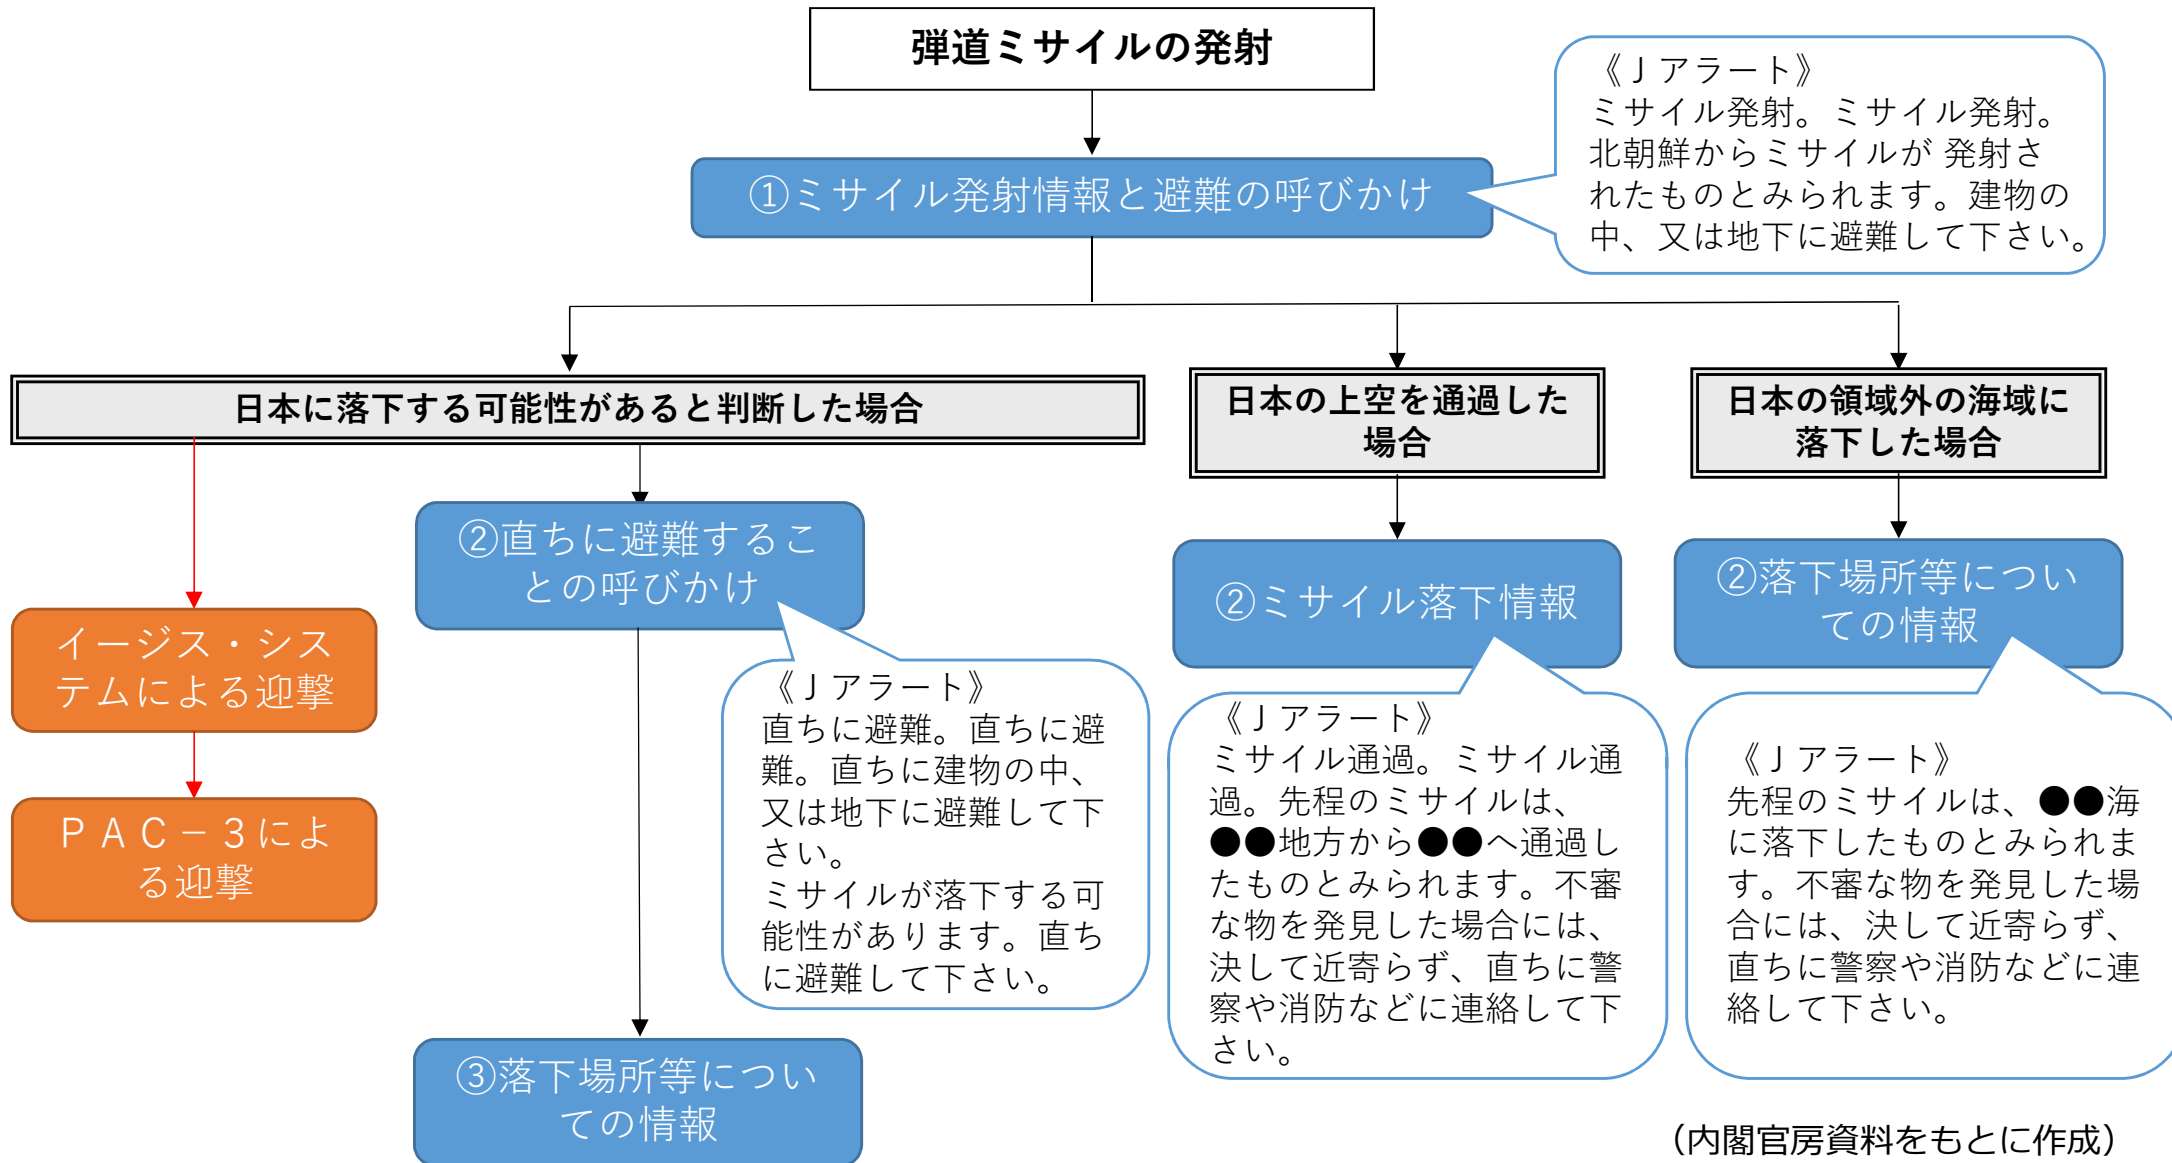 弾道ミサイルの発射
《Ｊアラート》
ミサイル発射。ミサイル発射。
北朝鮮からミサイルが 発射さ
れたものとみられます。建物の
中、又は地下に避難して下さい。
①ミサイル発射情報と避難の呼びかけ
日本に落下する可能性があると判断した場合
日本の上空を通過した
場合
日本の領域外の海域に
落下した場合
イージス・シス
テムによる迎撃
ＰＡＣ−３によ
る迎撃
②直ちに避難するこ
との呼びかけ
《Ｊアラート》
直ちに避難。直ちに避
難。直ちに建物の中、
又は地下に避難して下
さい。
ミサイルが落下する可
能性があります。直ち
に避難して下さい。
③落下場所等につい
ての情報
②ミサイル落下情報
《Ｊアラート》
ミサイル通過。ミサイル通
過。先程のミサイルは、
●●地方から●●へ通過し
たものとみられます。不審
な物を発見した場合には、
決して近寄らず、直ちに警
察や消防などに連絡して下
さい。
②落下場所等につい
ての情報
《Ｊアラート》
先程のミサイルは、●●海
に落下したものとみられま
す。不審な物を発見した場
合には、決して近寄らず、
直ちに警察や消防などに連
絡して下さい。
（内閣官房資料をもとに作成）